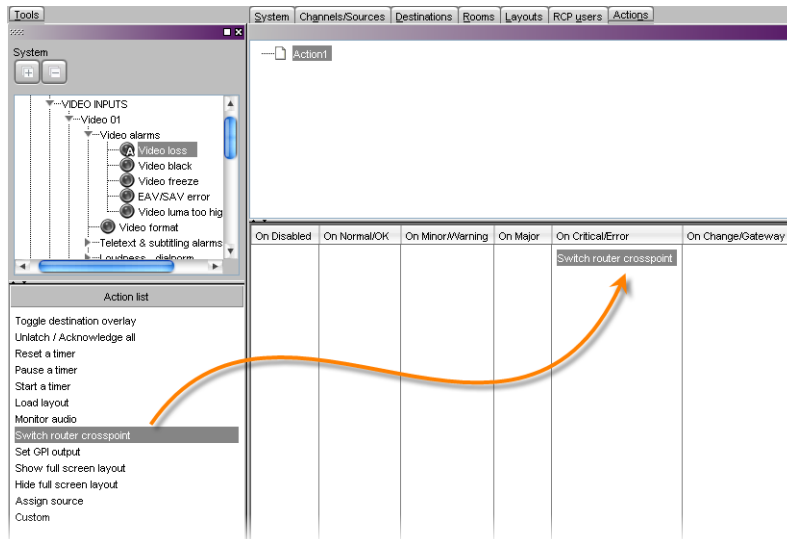 Tools
System
VIDEO INPUTS
Video 01
Video alarms
Video loss
Video black
Video freeze
EAV/SAV error
Video luma too hig
Video format
Teletext & subtitling alarms
Loudness dialnorm
Action list
Toggle destination overlay
Unlatch / Acknowledge all
Reset a timer
Pause a timer
Start a timer
Load layout
Monitor audio
Switch router crosspoint
Set GPI output
Show full screen layout
Hide full screen layout
Assign source
Custom
System Channels/Sources Destinations Rooms Layouts RCP users Actions
Action1
On Disabled On Normal/OK On Minor/Warning On Major On Critical/Error On Change/Gateway
Switch router crosspoint